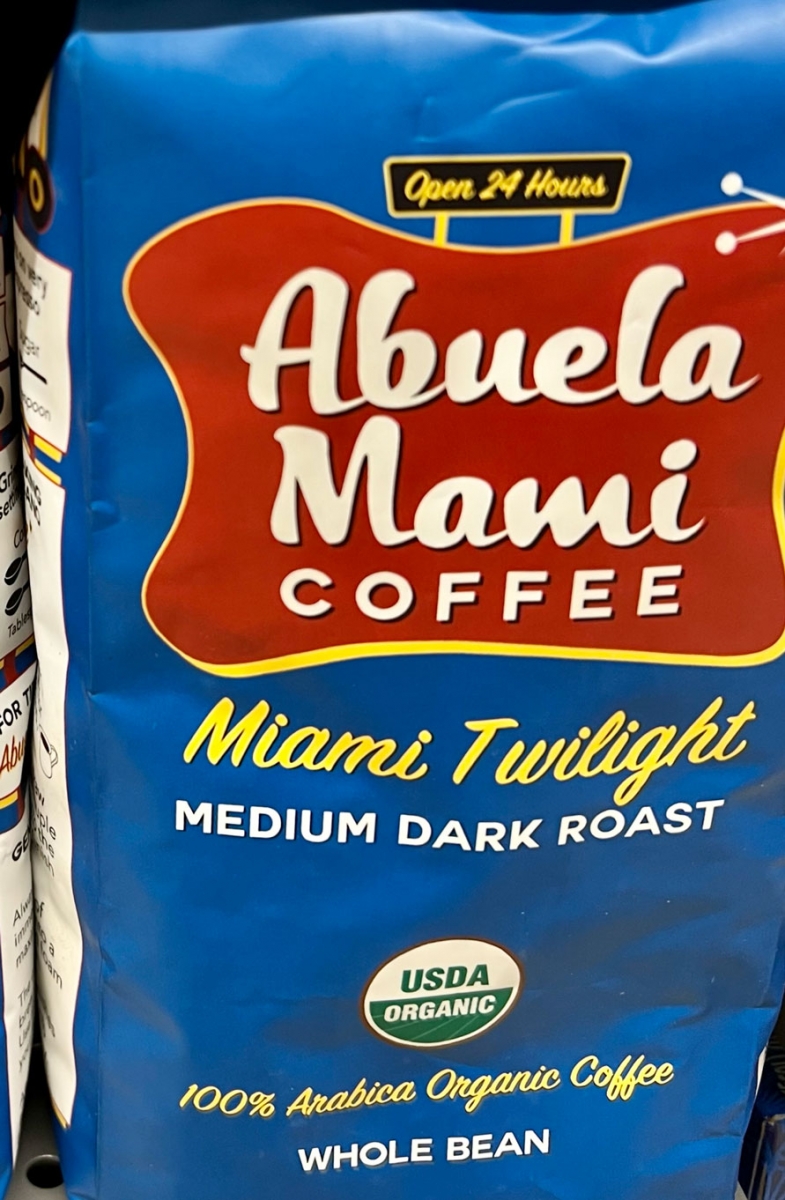 Open 24 Hours
Abuela
Mami
COFFEE
Miami Twilight
MEDIUM DARK ROAST
USDA
ORGANIC
100% Arabica Organic Coffee
WHOLE BEAN